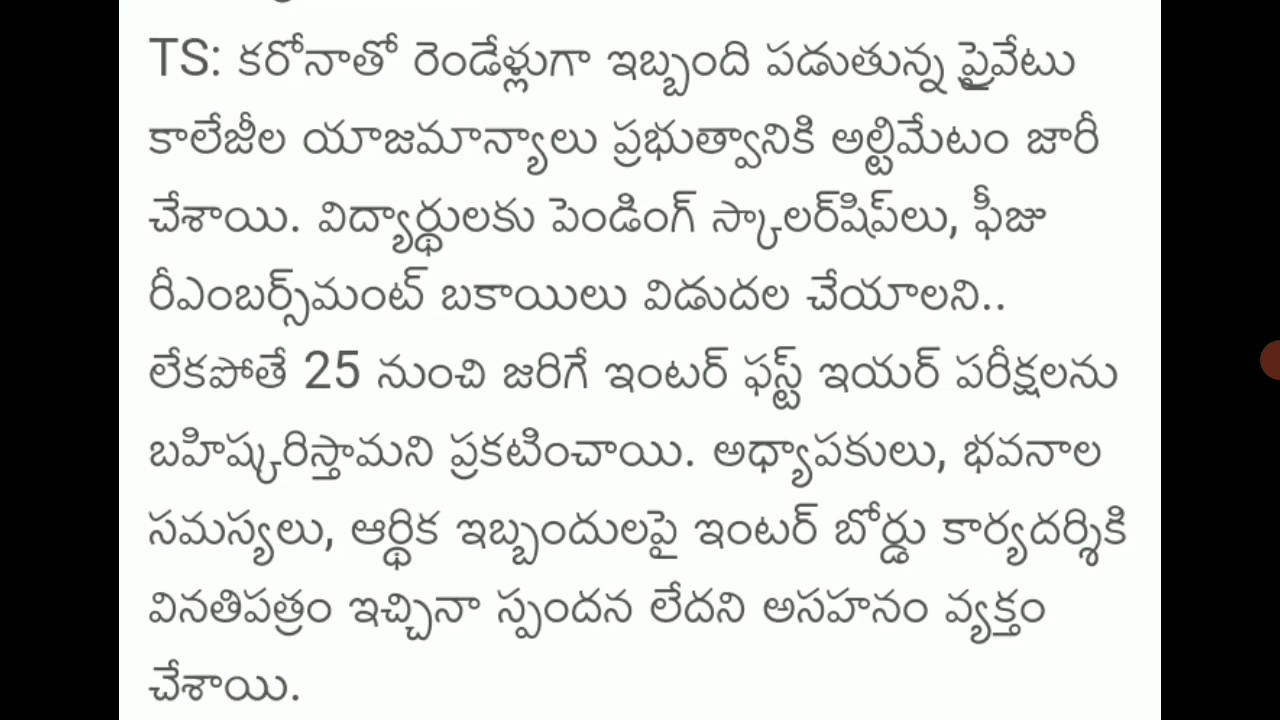 TS: కరోనాతో రెండేళ్లుగా ఇబ్బంది పడుతున్న ప్రైవేటు
కాలేజీల యాజమాన్యాలు ప్రభుత్వానికి అల్టిమేటం జారీ
చేశాయి. విద్యార్థులకు పెండింగ్ స్కాలర్‌షిప్‌లు, ఫీజు
రీఎంబర్స్‌మంట్ బకాయిలు విడుదల చేయాలని..
లేకపోతే 25 నుంచి జరిగే ఇంటర్ ఫస్ట్ ఇయర్ పరీక్షలను
బహిష్కరిస్తామని ప్రకటించాయి. అధ్యాపకులు, భవనాల
సమస్యలు, ఆర్థిక ఇబ్బందులపై ఇంటర్ బోర్డు కార్యదర్శికి
వినతిపత్రం ఇచ్చినా స్పందన లేదని అసహనం వ్యక్తం
చేశాయి.